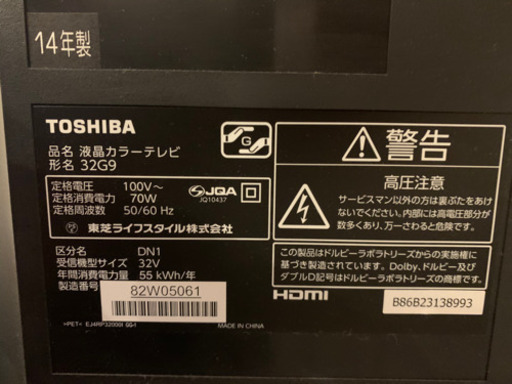 14年製
TOSHIBA
品名 液晶カラーテレビ
形名 32G9
定格電圧 100V～
定格消費電力 70W
定格周波数 50/60 Hz
JQA
JQ10437
東芝ライフスタイル株式会社
区分名 DN1
受信機型サイズ 32V
年間消費電力量 55 kWh/年
製造番号
82W05061
MADE IN CHINA
G
警告
高圧注意
サービスマン以外の方は裏ぶたをあけ
ないでください。内部には高電圧部分が
数多くあり、万一さわると危険です。
この製品はドルビーラボラトリーズからの実施権に
基づき製造されています。Dolby、ドルビー及び
ダブルD記号はドルビーラボラトリーズの商標です。
HDMI
B86B23138993